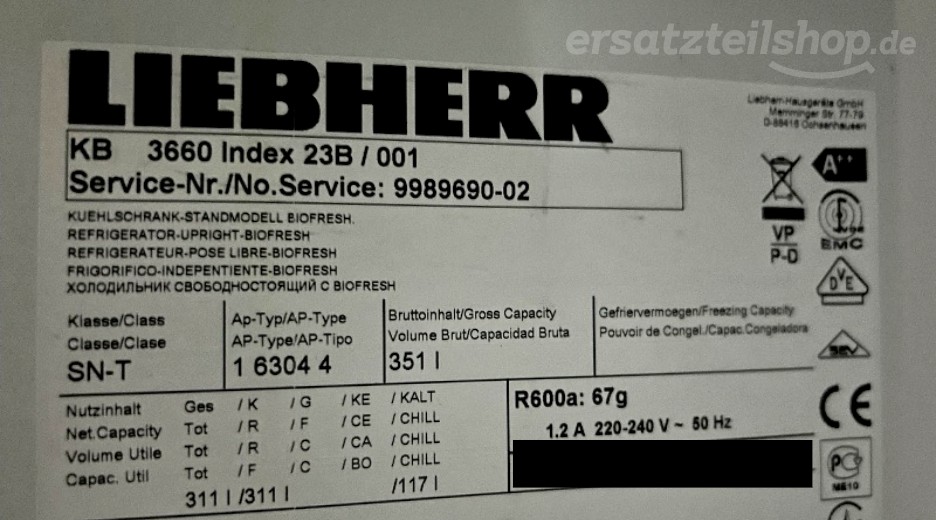 ersatzteilshop.de
LIEBHERR
Liebherr-Hausgeräte GmbH
Memminger Str. 77-79
D-88416 Ochsenhausen
KB 3660 Index 23B / 001
Service-Nr./No.Service: 9989690-02
A++
VP
P-D
EMC
DVE
SEV
KUEHLSCHRANK-STANDMODELL BIOFRESH.
REFRIGERATOR-UPRIGHT-BIOFRESH
REFRIGERATEUR-POSE LIBRE-BIOFRESH
FRIGORIFICO-INDEPENTIENTE-BIOFRESH
ХОЛОДИЛЬНИК СВОБОДНОСТОЯЩИЙ С BIOFRESH
Klasse/Class
Classe/Clase
SN-T
Ap-Typ/AP-Type
AP-Type/AP-Tipo
1 6304 4
Bruttoinhalt/Gross Capacity
Volume Brut/Capacidad Bruta
351 l
Gefriervermoegen/Freezing Capacity
Pouvoir de Congel./Capac.Congeladora
Nutzinhalt Ges / K / G / KE / KALT
Net.Capacity Tot / R / F / CE / CHILL
Volume Utile Tot / R / C / CA / CHILL
Capac. Util Tot / F / C / BO / CHILL
311 l /311 l /117 l
R600a: 67g
1.2 A 220-240 V ~ 50 Hz
CE
PC
ME10